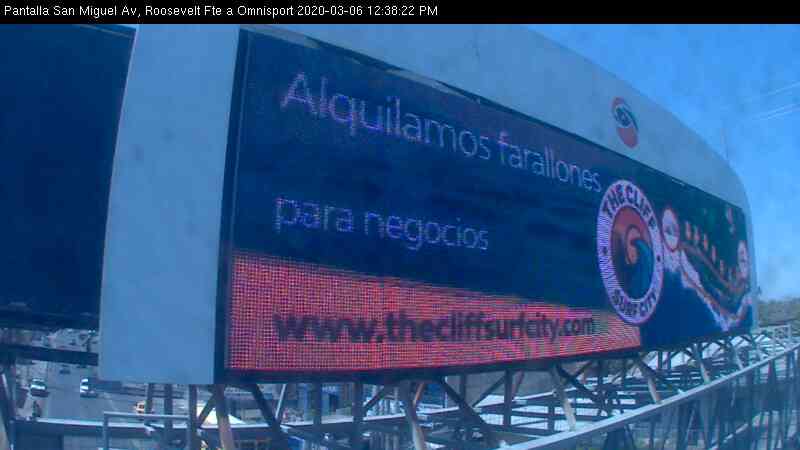 Pantalla San Miguel Av, Roosevelt Fte a Omnisport 2020-03-06 12:38:22 PM
Alquilamos farallones
para negocios
THE CLIFF
SURF CITY
www.thecliffsurfcity.com